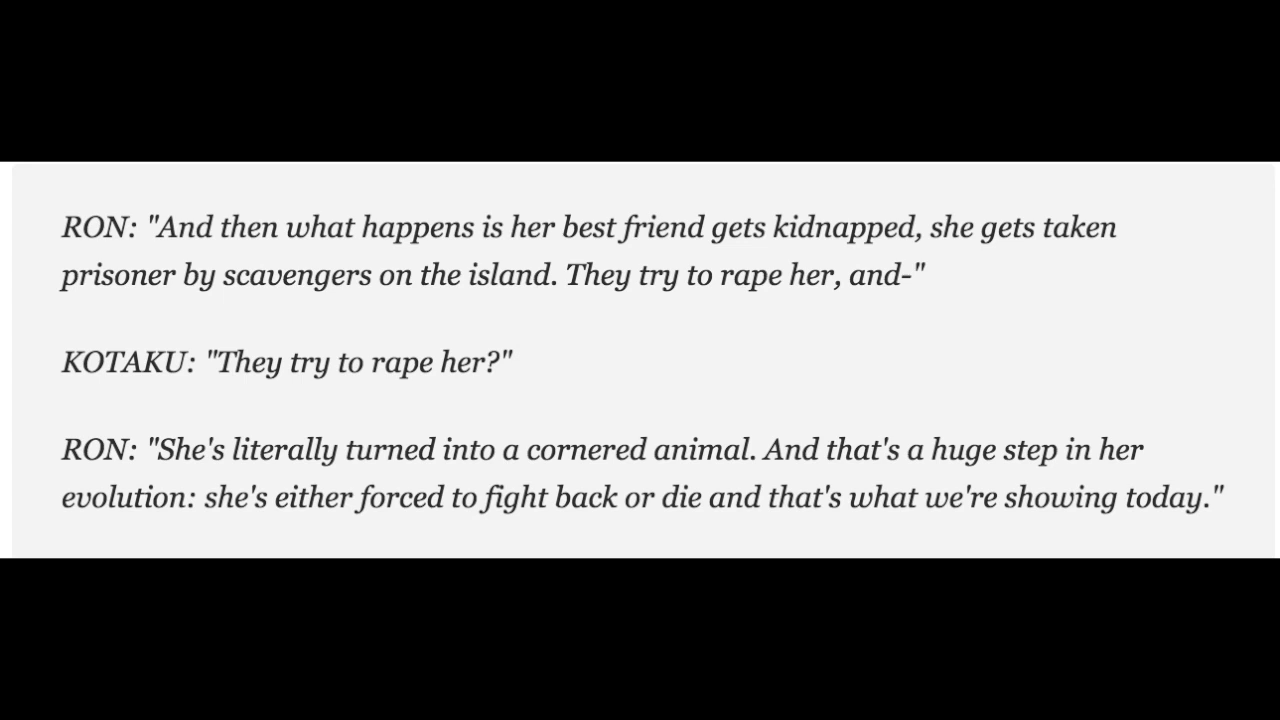 RON: "And then what happens is her best friend gets kidnapped, she gets taken
prisoner by scavengers on the island. They try to rape her, and-"
KOTAKU: "They try to rape her?"
RON: "She's literally turned into a cornered animal. And that's a huge step in her
evolution: she's either forced to fight back or die and that's what we're showing today."